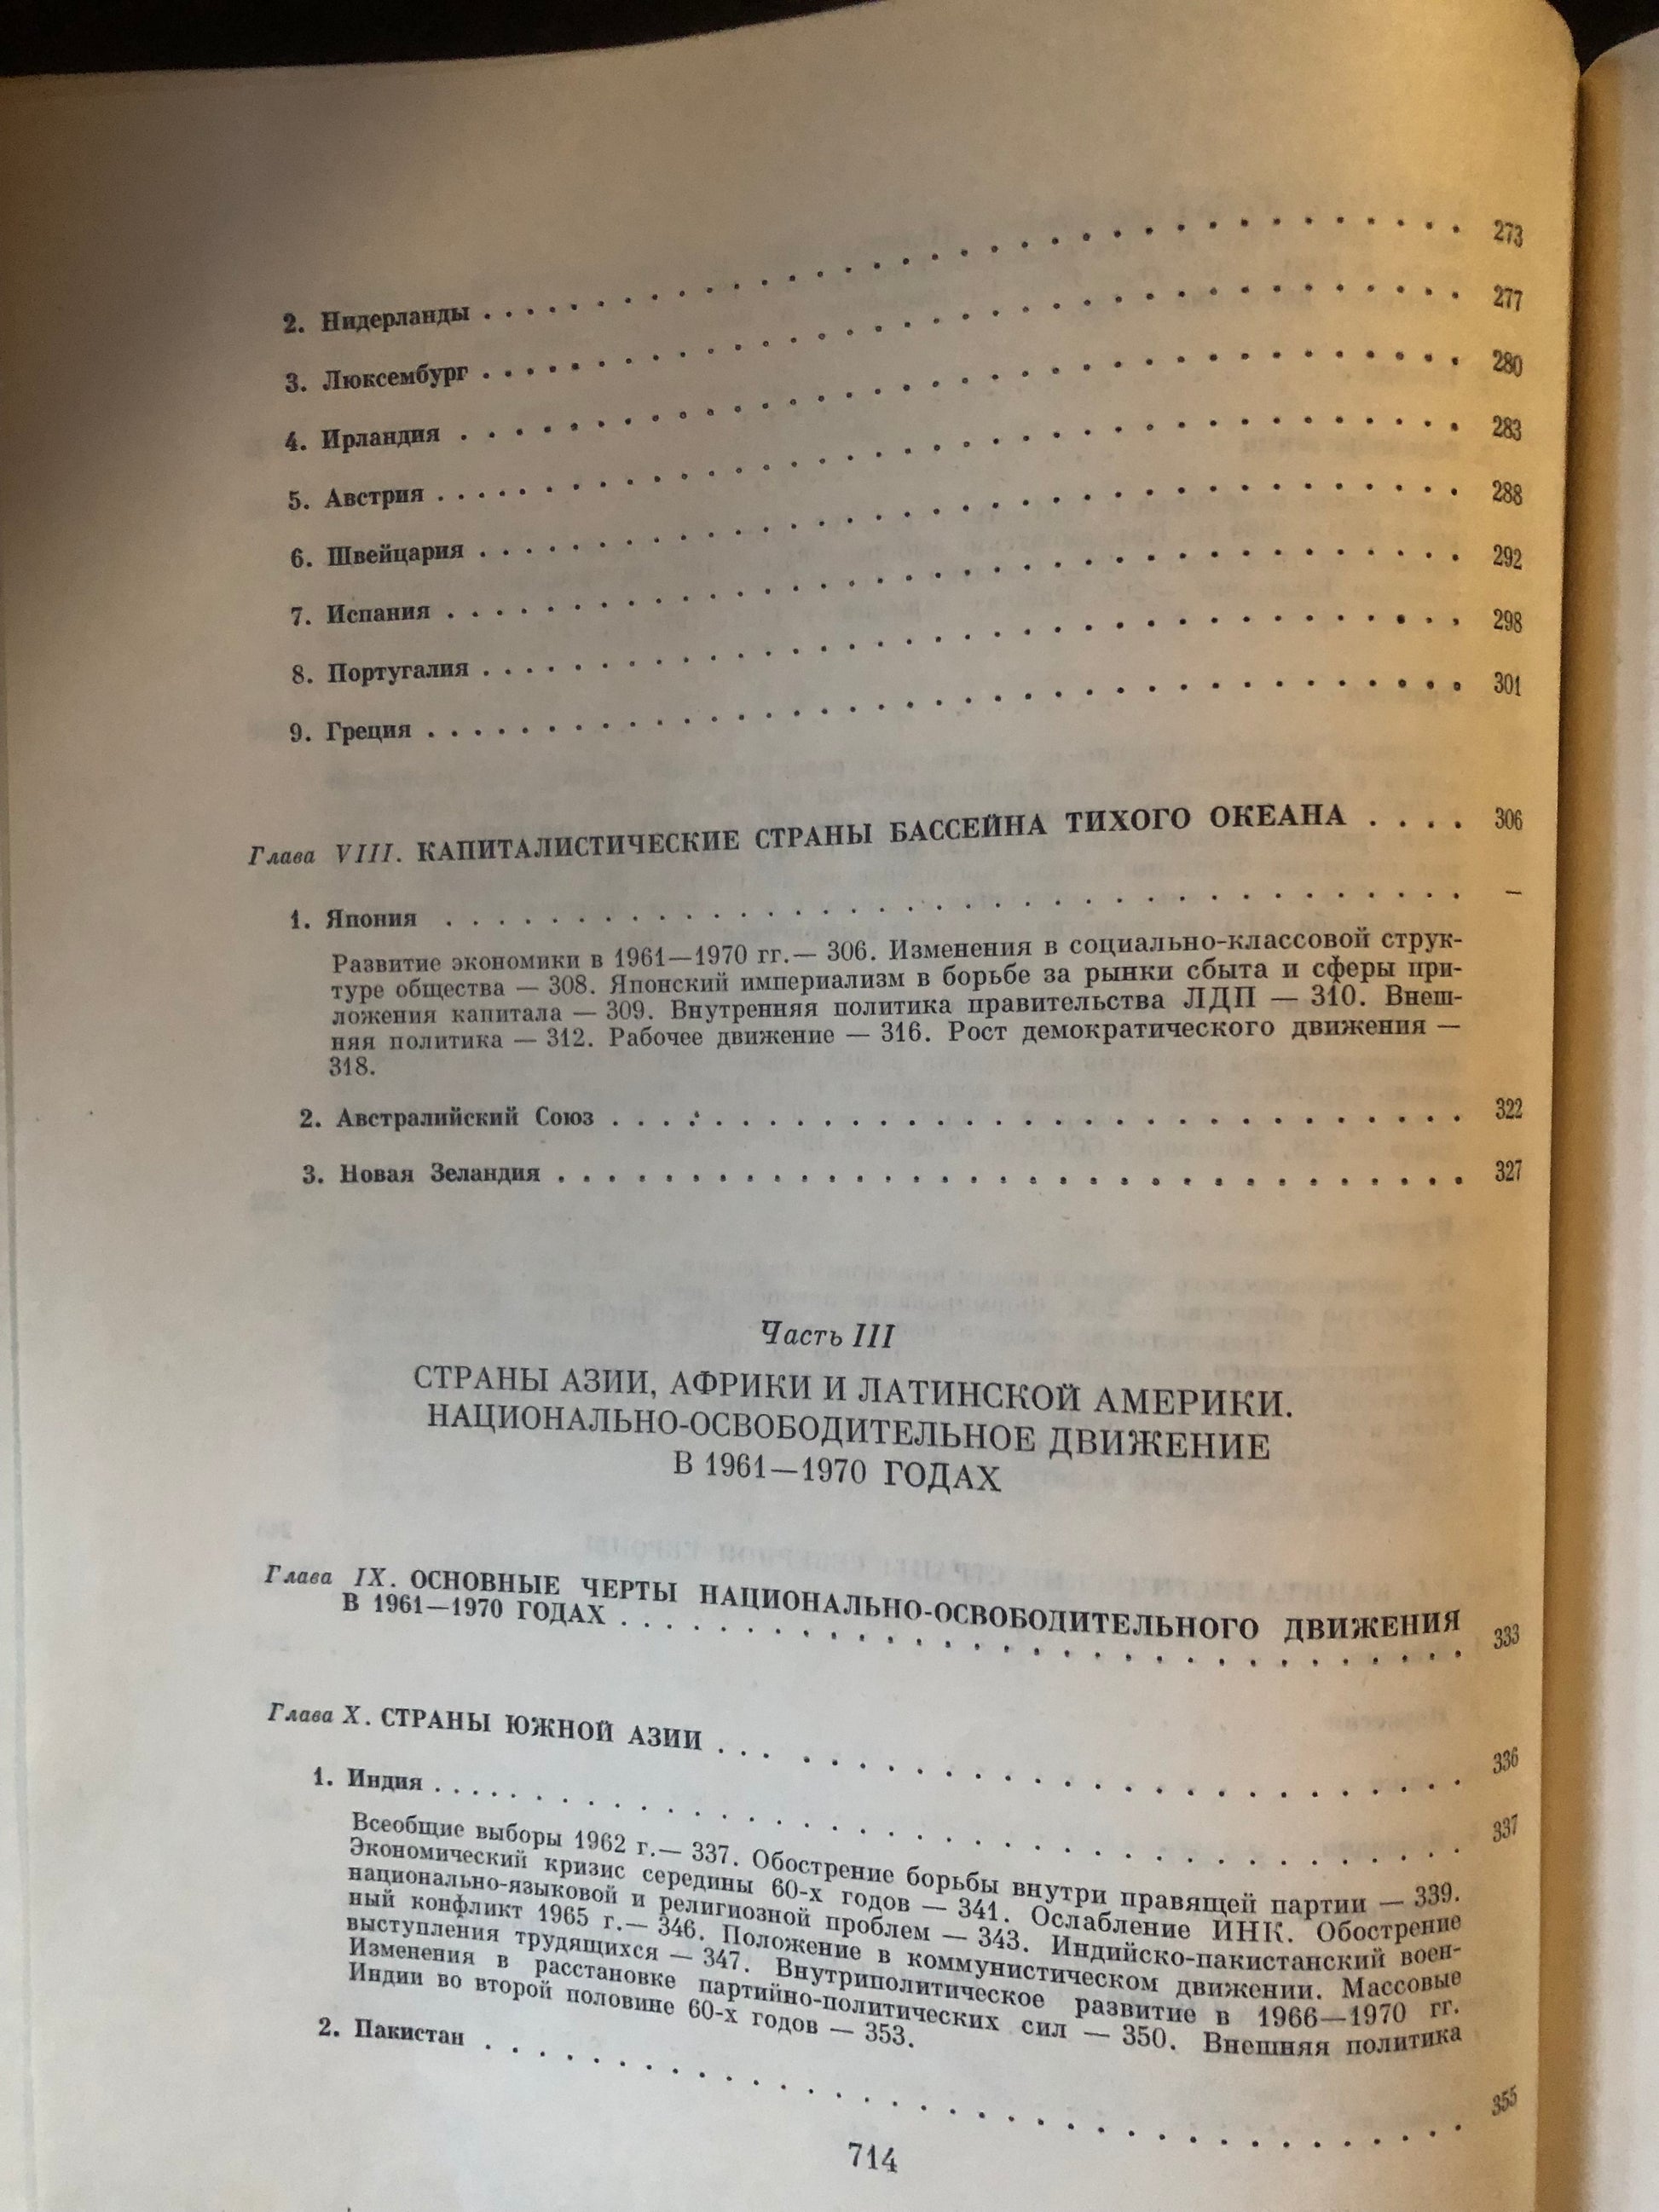 2. Нидерланды . . . . . . . . . . . . . . . . . . . . . . . . . . . . . . . . 273
3. Люксембург . . . . . . . . . . . . . . . . . . . . . . . . . . . . . . . . 277
4. Ирландия . . . . . . . . . . . . . . . . . . . . . . . . . . . . . . . . 280
5. Австрия . . . . . . . . . . . . . . . . . . . . . . . . . . . . . . . . 283
6. Швейцария . . . . . . . . . . . . . . . . . . . . . . . . . . . . . . . . 288
7. Испания . . . . . . . . . . . . . . . . . . . . . . . . . . . . . . . . 292
8. Португалия . . . . . . . . . . . . . . . . . . . . . . . . . . . . . . . . 298
9. Греция . . . . . . . . . . . . . . . . . . . . . . . . . . . . . . . . 301
Глава VIII. КАПИТАЛИСТИЧЕСКИЕ СТРАНЫ БАССЕЙНА ТИХОГО ОКЕАНА . . . . 306
1. Япония . . . . . . . . . . . . . . . . . . . . . . . . . . . . . . . . —
Развитие экономики в 1961—1970 гг.— 306. Изменения в социально-классовой струк-
туре общества — 308. Японский империализм в борьбе за рынки сбыта и сферы при-
ложения капитала — 309. Внутренняя политика правительства ЛДП — 310. Внеш-
няя политика — 312. Рабочее движение — 316. Рост демократического движения —
318.
2. Австралийский Союз . . . . . . . . . . . . . . . . . . . . . . . . . . . . 322
3. Новая Зеландия . . . . . . . . . . . . . . . . . . . . . . . . . . . . . . 327
Часть III
СТРАНЫ АЗИИ, АФРИКИ И ЛАТИНСКОЙ АМЕРИКИ.
НАЦИОНАЛЬНО-ОСВОБОДИТЕЛЬНОЕ ДВИЖЕНИЕ
В 1961—1970 ГОДАХ
Глава IX. ОСНОВНЫЕ ЧЕРТЫ НАЦИОНАЛЬНО-ОСВОБОДИТЕЛЬНОГО ДВИЖЕНИЯ
В 1961—1970 ГОДАХ . . . . . . . . . . . . . . . . . . . . . . . . . . . . 333
Глава X. СТРАНЫ ЮЖНОЙ АЗИИ . . . . . . . . . . . . . . . . . . . . . . . . . . 336
1. Индия . . . . . . . . . . . . . . . . . . . . . . . . . . . . . . . . 337
Всеобщие выборы 1962 г.— 337. Обострение борьбы внутри правящей партии — 339.
Экономический кризис середины 60-х годов — 341. Ослабление ИНК. Обострение
национально-языковой и религиозной проблем — 343. Индийско-пакистанский воен-
ный конфликт 1965 г.— 346. Положение в коммунистическом движении. Массовые
выступления трудящихся — 347. Внутриполитическое развитие в 1966—1970 гг.
Изменения в расстановке партийно-политических сил — 350. Внешняя политика
Индии во второй половине 60-х годов — 353.
2. Пакистан . . . . . . . . . . . . . . . . . . . . . . . . . . . . . . . . 355
714